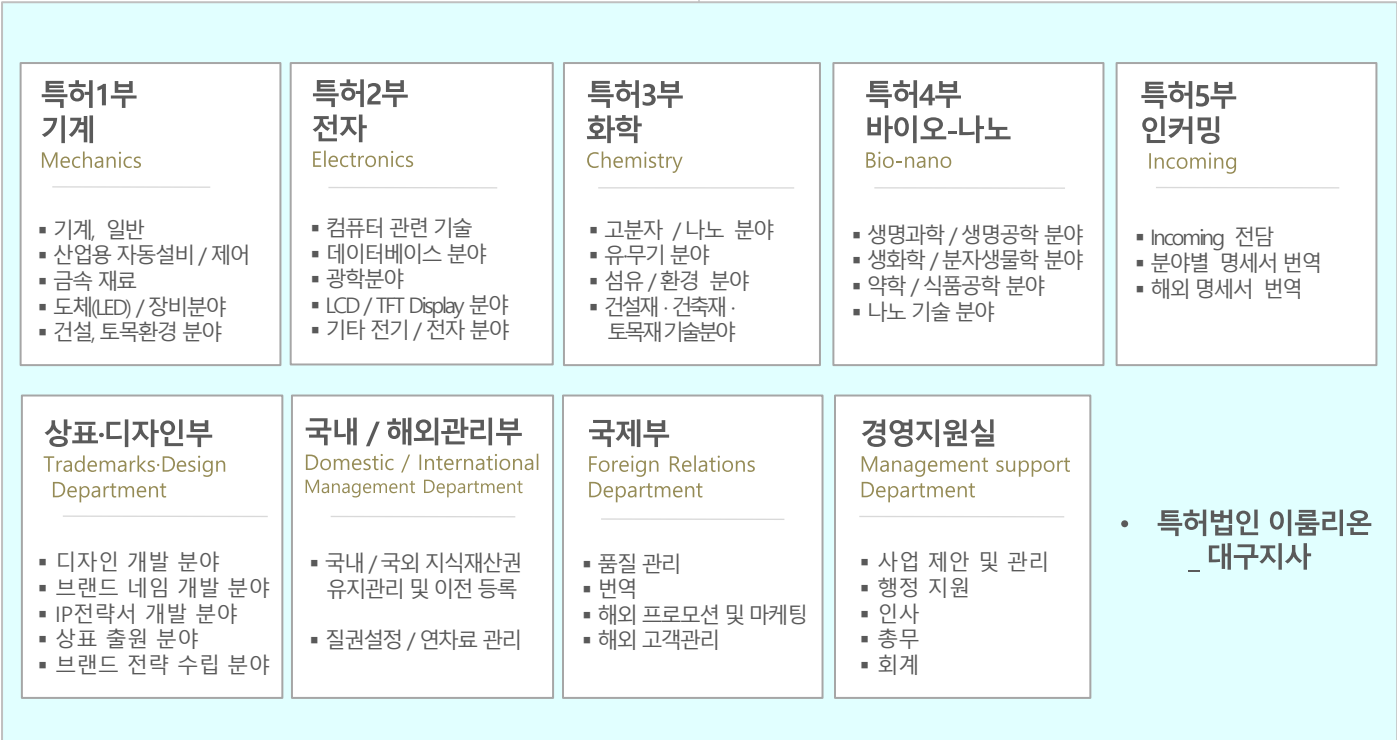 특허1부
기계
Mechanics
▪ 기계, 일반
▪ 산업용 자동설비 / 제어
▪ 금속 재료
▪ 도체(LED) / 장비분야
▪ 건설, 토목환경 분야
특허2부
전자
Electronics
▪ 컴퓨터 관련 기술
▪ 데이터베이스 분야
▪ 광학분야
▪ LCD / TFT Display 분야
▪ 기타 전기 / 전자 분야
특허3부
화학
Chemistry
▪ 고분자 / 나노 분야
▪ 유·무기 분야
▪ 섬유 / 환경 분야
▪ 건설재 · 건축재 ·
토목재 기술분야
특허4부
바이오-나노
Bio-nano
▪ 생명과학 / 생명공학 분야
▪ 생화학 / 분자생물학 분야
▪ 약학 / 식품공학 분야
▪ 나노 기술 분야
특허5부
인커밍
Incoming
▪ Incoming 전담
▪ 분야별 명세서 번역
▪ 해외 명세서 번역
상표·디자인부
Trademarks·Design
Department
▪ 디자인 개발 분야
▪ 브랜드 네임 개발 분야
▪ IP전략서 개발 분야
▪ 상표 출원 분야
▪ 브랜드 전략 수립 분야
국내 / 해외관리부
Domestic / International
Management Department
▪ 국내 / 국외 지식재산권
유지관리 및 이전 등록
▪ 질권설정 / 연차료 관리
국제부
Foreign Relations
Department
▪ 품질 관리
▪ 번역
▪ 해외 프로모션 및 마케팅
▪ 해외 고객관리
경영지원실
Management support
Department
▪ 사업 제안 및 관리
▪ 행정 지원
▪ 인사
▪ 총무
▪ 회계
• 특허법인 이룸리온
_ 대구지사